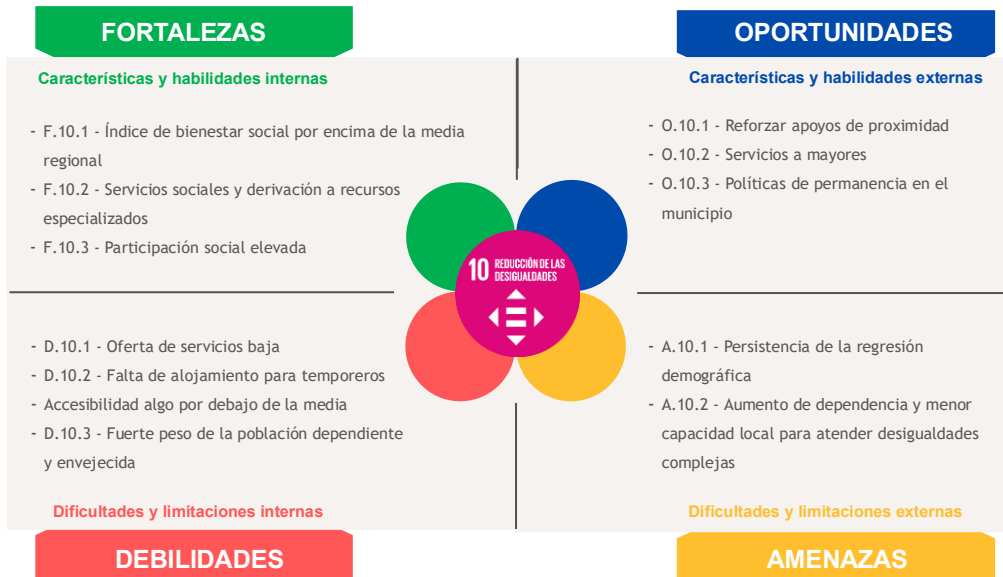 FORTALEZAS
Características y habilidades internas
- F.10.1 - Índice de bienestar social por encima de la media
regional
- F.10.2 - Servicios sociales y derivación a recursos
especializados
- F.10.3 - Participación social elevada
OPORTUNIDADES
Características y habilidades externas
- O.10.1 - Reforzar apoyos de proximidad
- O.10.2 - Servicios a mayores
- O.10.3 - Políticas de permanencia en el
municipio
10 REDUCCIÓN DE LAS
DESIGUALDADES
- D.10.1 - Oferta de servicios baja
- D.10.2 - Falta de alojamiento para temporeros
- Accesibilidad algo por debajo de la media
- D.10.3 - Fuerte peso de la población dependiente
y envejecida
Dificultades y limitaciones internas
DEBILIDADES
- A.10.1 - Persistencia de la regresión
demográfica
- A.10.2 - Aumento de dependencia y menor
capacidad local para atender desigualdades
complejas
Dificultades y limitaciones externas
AMENAZAS